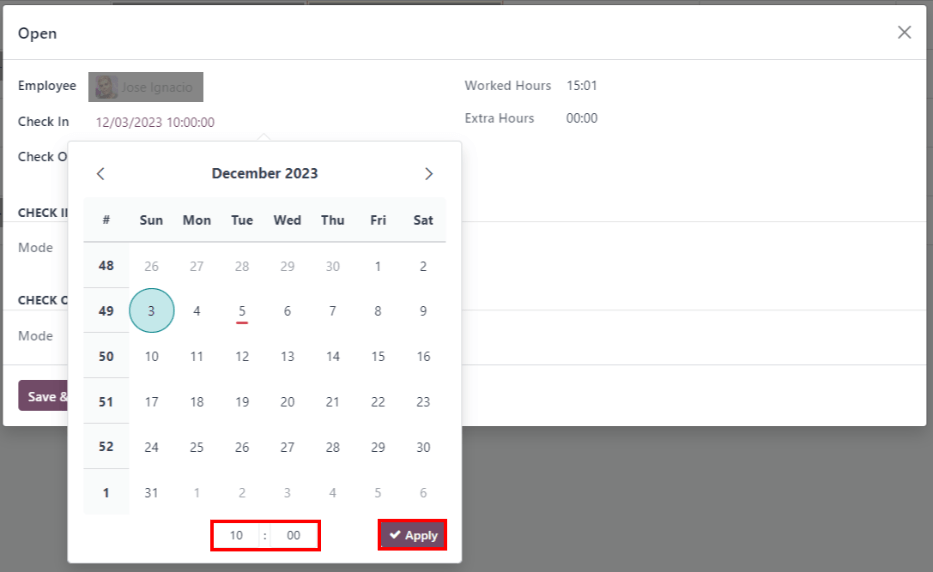 Open
Employee Jose Ignacio Worked Hours 15:01
Check In 12/03/2023 10:00:00 Extra Hours 00:00
Check O
December 2023
# Sun Mon Tue Wed Thu Fri Sat
CHECK I
48 26 27 28 29 30 1 2
Mode
49 3 4 5 6 7 8 9
CHECK O
50 10 11 12 13 14 15 16
Mode
51 17 18 19 20 21 22 23
Save &
52 24 25 26 27 28 29 30
1 31 1 2 3 4 5 6
10 : 00 Apply